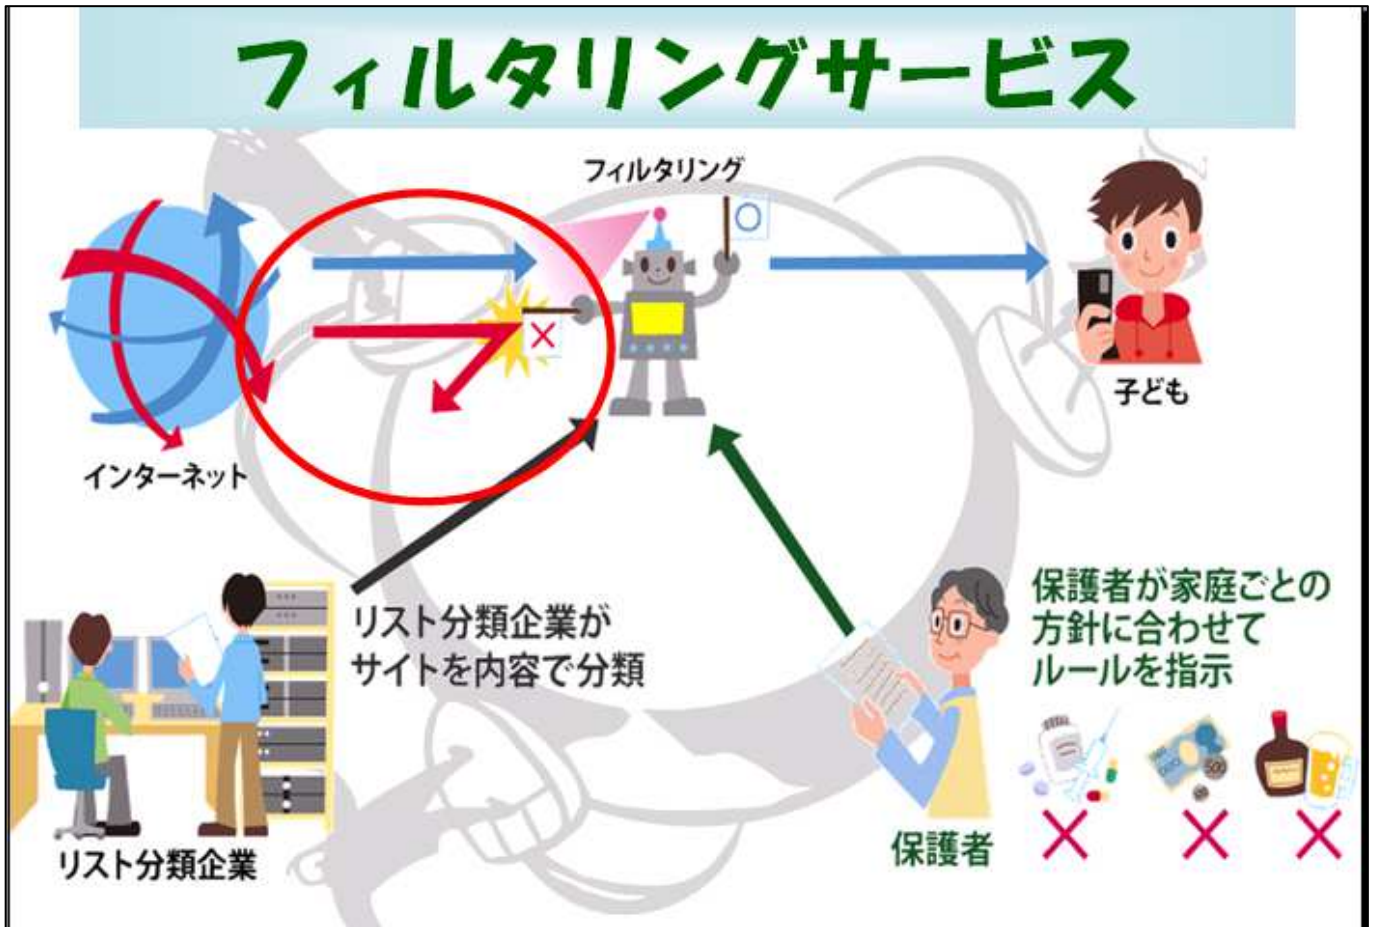 フィルタリングサービス
フィルタリング
インターネット
子ども
リスト分類企業が
サイトを内容で分類
保護者が家庭ごとの
方針に合わせて
ルールを指示
リスト分類企業
保護者
500